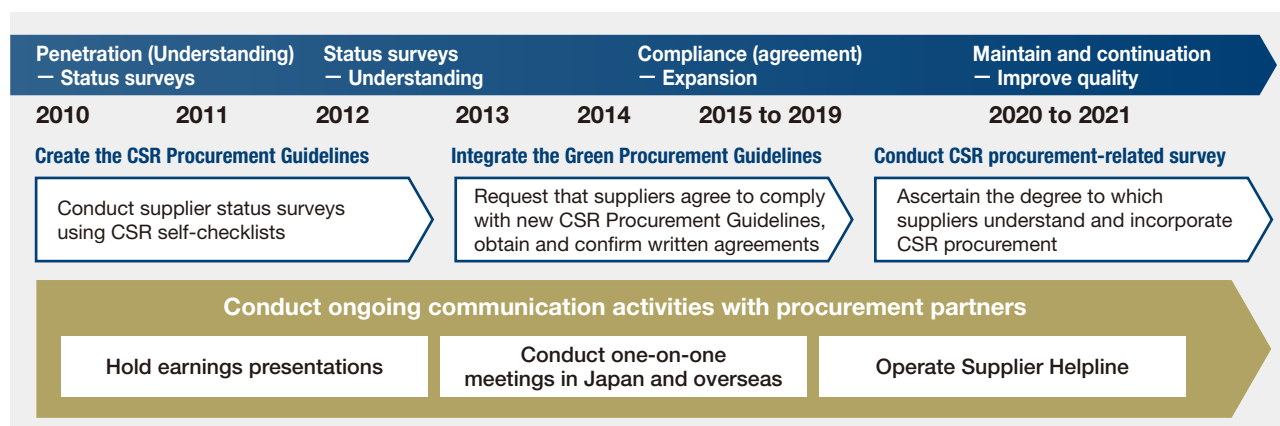 Penetration (Understanding)
— Status surveys
Status surveys
— Understanding
Compliance (agreement)
— Expansion
Maintain and continuation
— Improve quality
2010
2011
2012
2013
2014
2015 to 2019
2020 to 2021
Create the CSR Procurement Guidelines
Conduct supplier status surveys
using CSR self-checklists
Integrate the Green Procurement Guidelines
Request that suppliers agree to comply
with new CSR Procurement Guidelines,
obtain and confirm written agreements
Conduct CSR procurement-related survey
Ascertain the degree to which
suppliers understand and incorporate
CSR procurement
Conduct ongoing communication activities with procurement partners
Hold earnings presentations
Conduct one-on-one
meetings in Japan and overseas
Operate Supplier Helpline